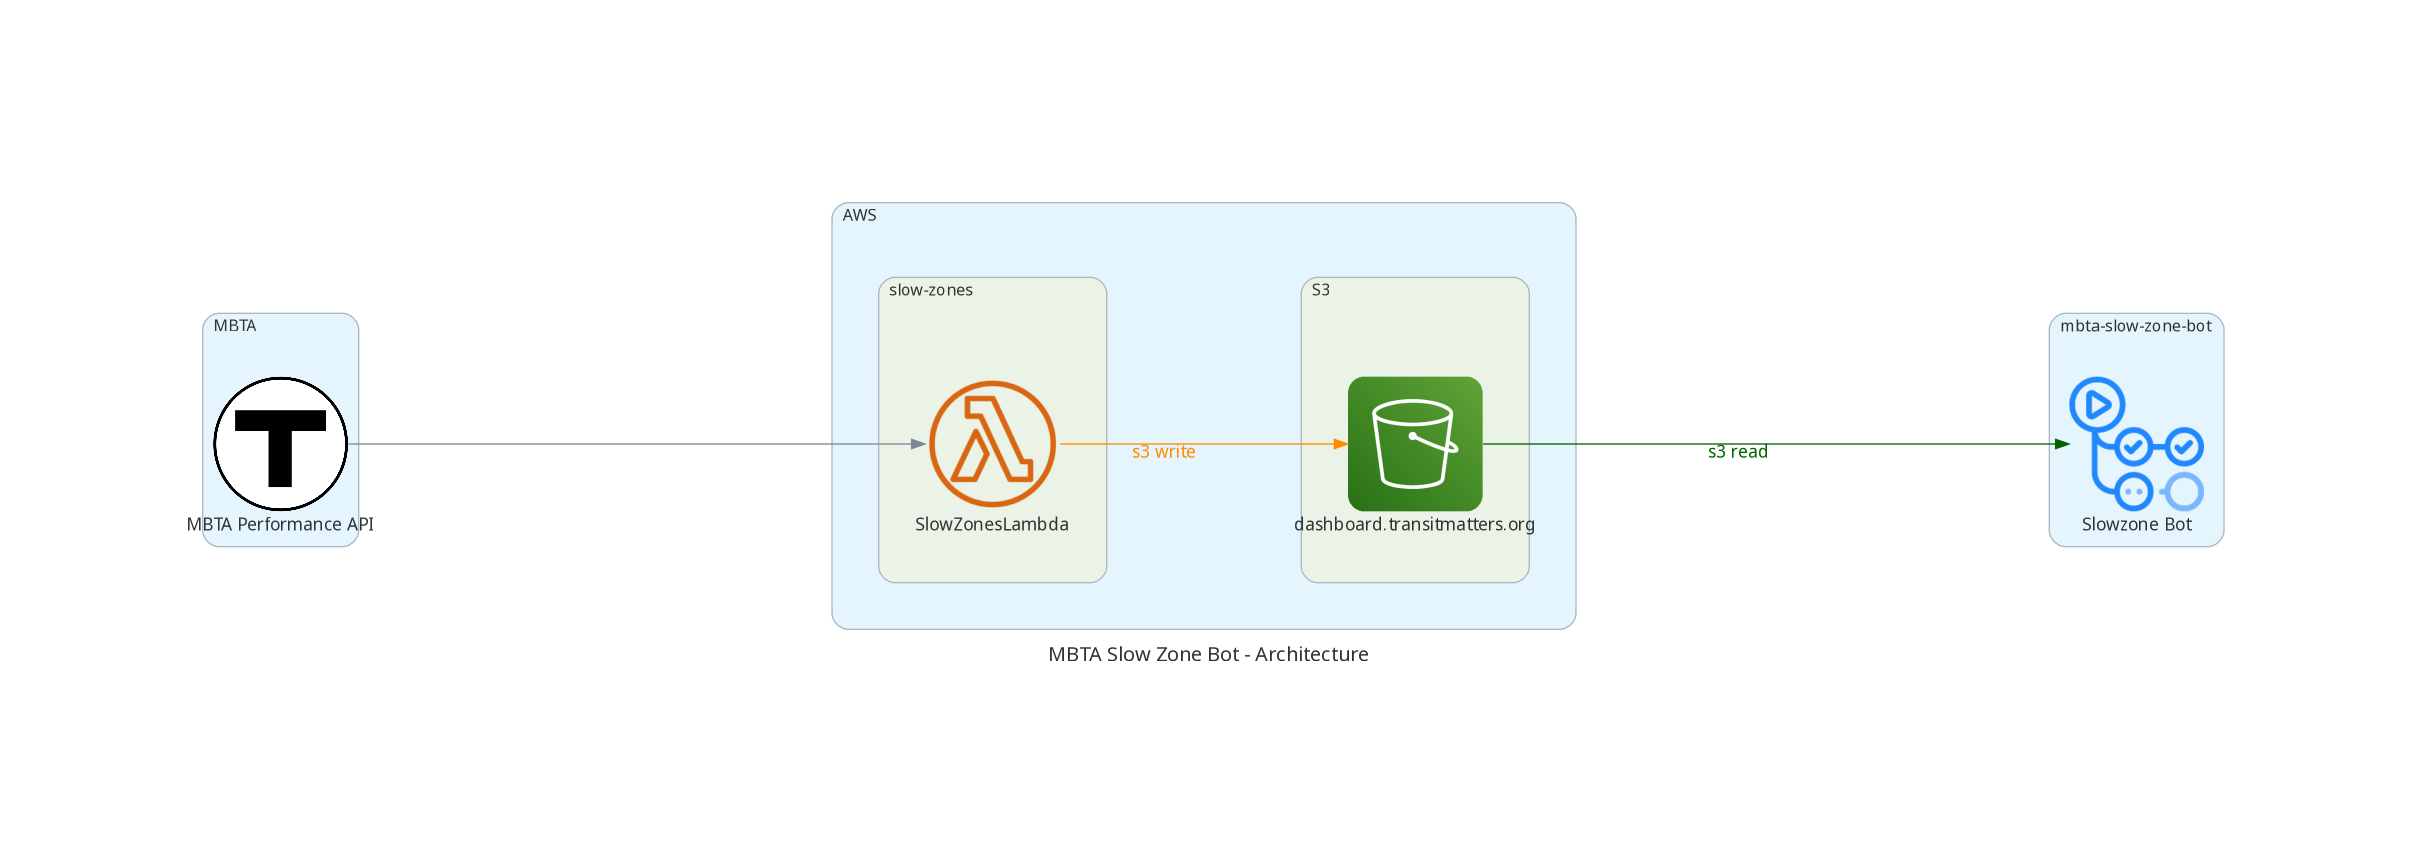 AWS
slow-zones
S3
MBTA
mbta-slow-zone-bot
T
s3 write
s3 read
MBTA Performance API
SlowZonesLambda
dashboard.transitmatters.org
Slowzone Bot
MBTA Slow Zone Bot - Architecture